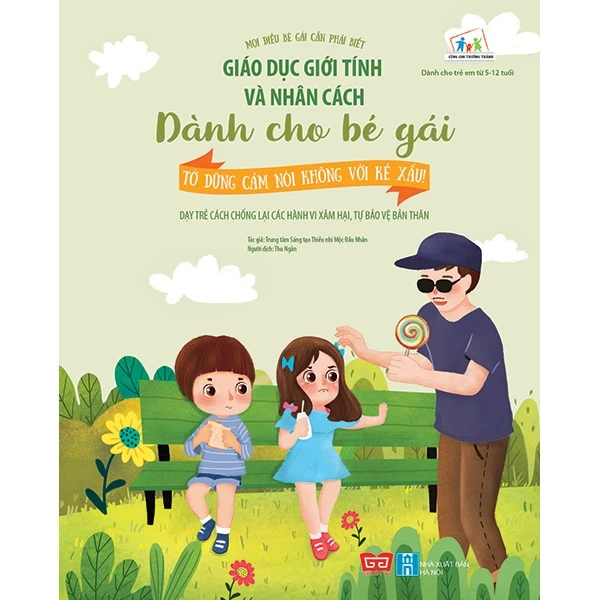 MỌI ĐIỀU BÉ GÁI CẦN PHẢI BIẾT
CÙNG CON TRƯỞNG THÀNH
GIÁO DỤC GIỚI TÍNH
Dành cho trẻ em từ 5-12 tuổi
VÀ NHÂN CÁCH
Dành cho bé gái
TỚ DŨNG CẢM NÓI KHÔNG VỚI KẺ XẤU!
DẠY TRẺ CÁCH CHỐNG LẠI CÁC HÀNH VI XÂM HẠI, TỰ BẢO VỆ BẢN THÂN
Tác giả: Trung tâm Sáng tạo Thiếu nhi Mộc Đầu Nhân
Người dịch: Thu Ngân
NHÀ XUẤT BẢN
HÀ NỘI